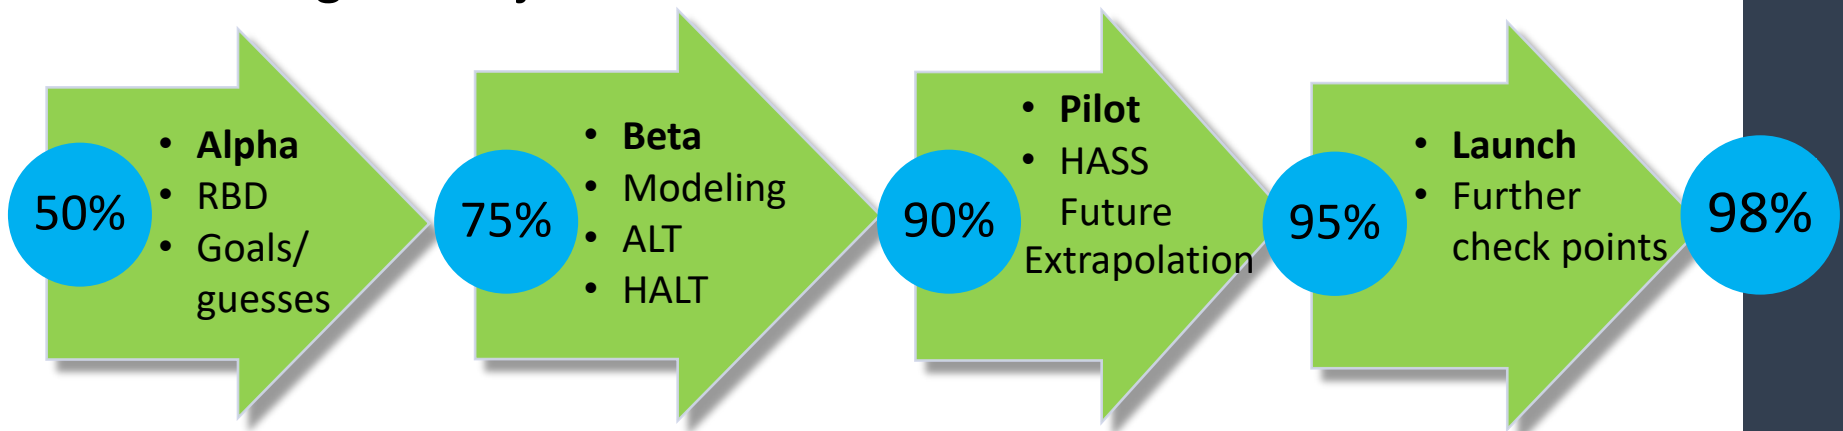 50%
• Alpha
• RBD
• Goals/
guesses
75%
• Beta
• Modeling
• ALT
• HALT
90%
• Pilot
• HASS
Future
Extrapolation
95%
• Launch
• Further
check points
98%